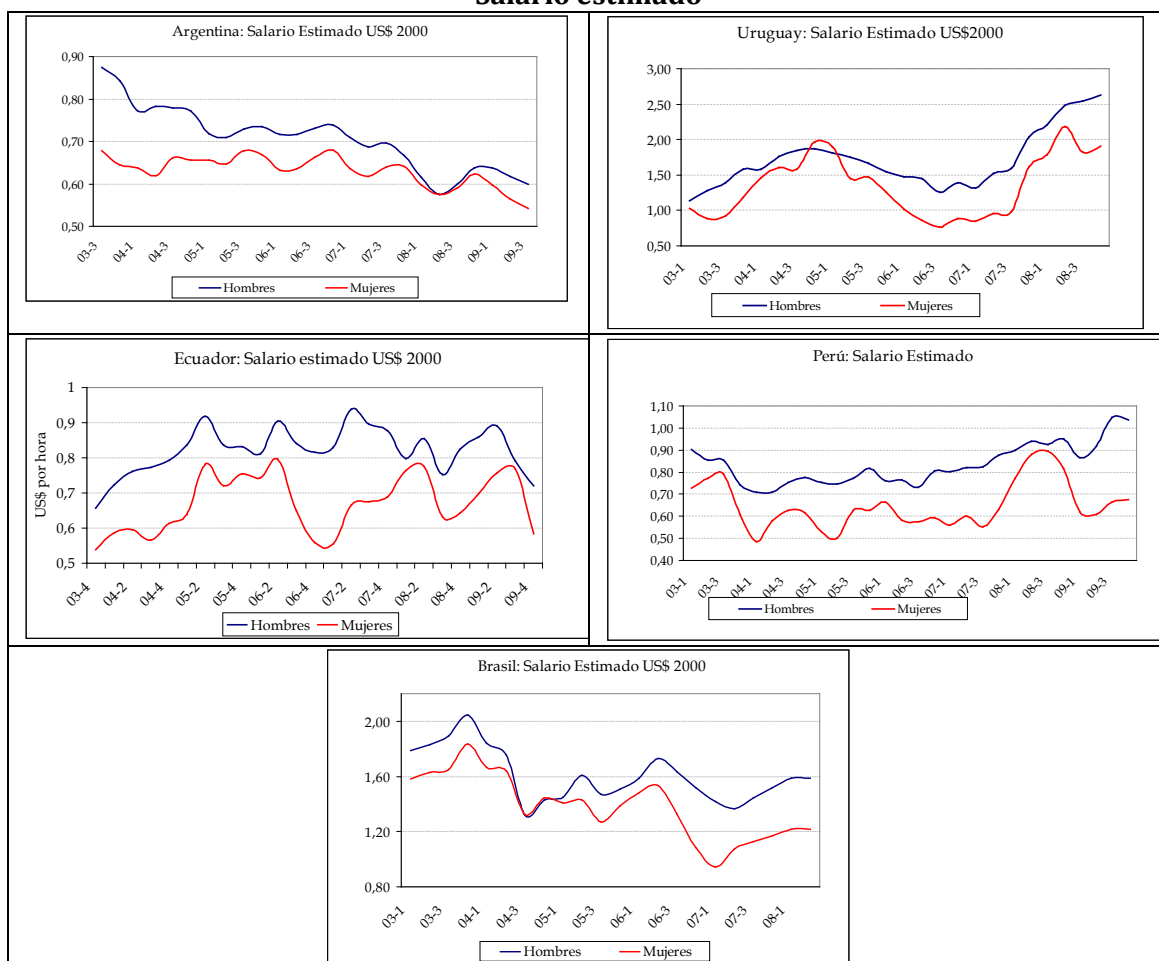 Salario estimado
Argentina: Salario Estimado US$ 2000
0,90
0,80
0,70
0,60
0,50
03-3 04-1 04-3 05-1 05-3 06-1 06-3 07-1 07-3 08-1 08-3 09-1 09-3
Hombres Mujeres
Uruguay: Salario Estimado US$2000
3,00
2,50
2,00
1,50
1,00
0,50
03-1 03-3 04-1 04-3 05-1 05-3 06-1 06-3 07-1 07-3 08-1 08-3
Hombres Mujeres
Ecuador: Salario estimado US$ 2000
US$ por hora
1
0,9
0,8
0,7
0,6
0,5
03-4 04-2 04-4 05-2 05-4 06-2 06-4 07-2 07-4 08-2 08-4 09-2 09-4
Hombres Mujeres
Perú: Salario Estimado
1,10
1,00
0,90
0,80
0,70
0,60
0,50
0,40
03-1 03-3 04-1 04-3 05-1 05-3 06-1 06-3 07-1 07-3 08-1 08-3 09-1 09-3
Hombres Mujeres
Brasil: Salario Estimado US$ 2000
2,00
1,60
1,20
0,80
03-1 03-3 04-1 04-3 05-1 05-3 06-1 06-3 07-1 07-3 08-1
Hombres Mujeres